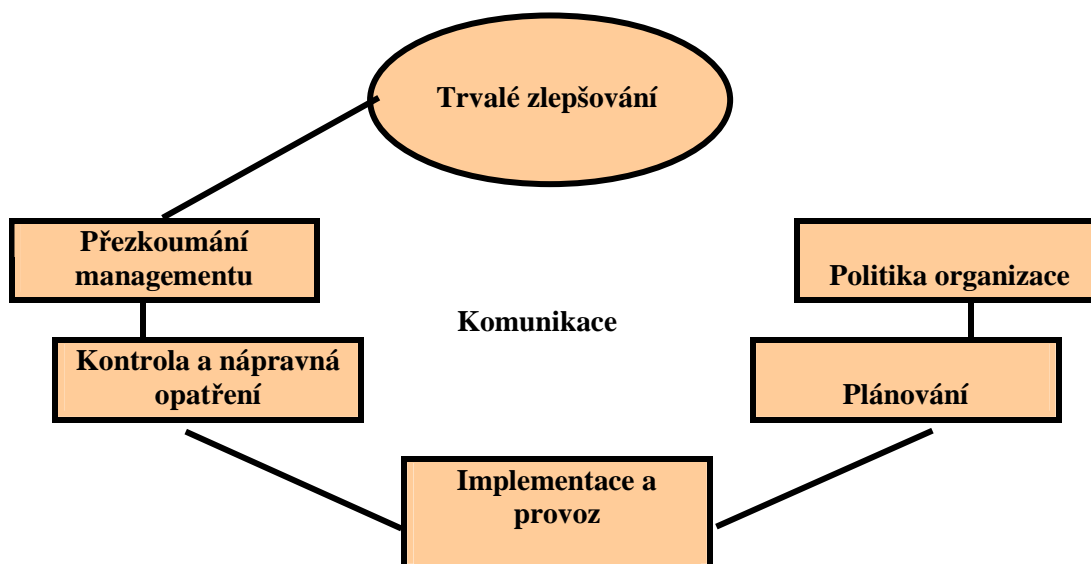 Trvalé zlepšování
Přezkoumání
managementu
Politika organizace
Komunikace
Kontrola a nápravná
opatření
Plánování
Implementace a
provoz